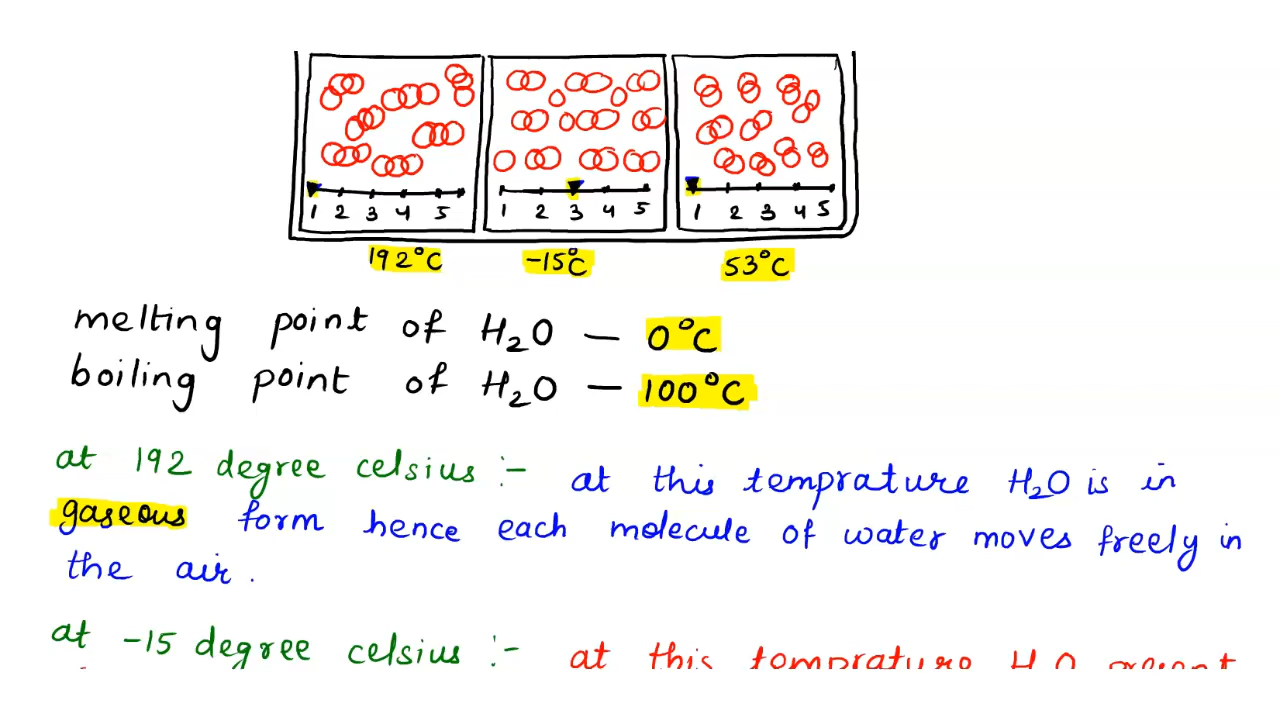 1 2 3 4 5 1 2 3 4 5 1 2 3 4 5
192°C -15°C 53°C
melting point of H₂O — 0°C
boiling point of H₂O — 100°C
at 192 degree celsius :- at this temprature H₂O is in
gaseous form hence each molecule of water moves freely in
the air.
at -15 degree celsius :- at this temprature H₂O present